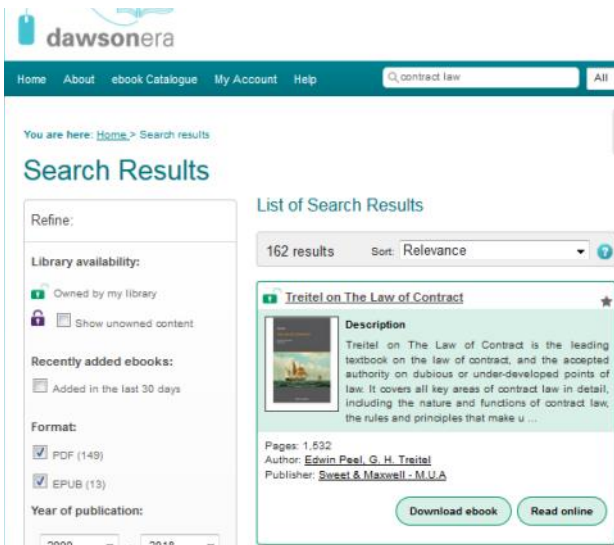 dawsonera
Home About ebook Catalogue My Account Help contract law All
You are here: Home > Search results
Search Results
Refine:
Library availability:
Owned by my library
Show unowned content
Recently added ebooks:
Added in the last 30 days
Format:
PDF (149)
EPUB (13)
Year of publication:
List of Search Results
162 results Sort: Relevance
Treitel on The Law of Contract
Description
Treitel on The Law of Contract is the leading
textbook on the law of contract, and the accepted
authority on dubious or under-developed points of
law. It covers all key areas of contract law in detail,
including the nature and functions of contract law,
the rules and principles that make u ...
Pages: 1,532
Author: Edwin Peel, G. H. Treitel
Publisher: Sweet & Maxwell - M.U.A
Download ebook Read online